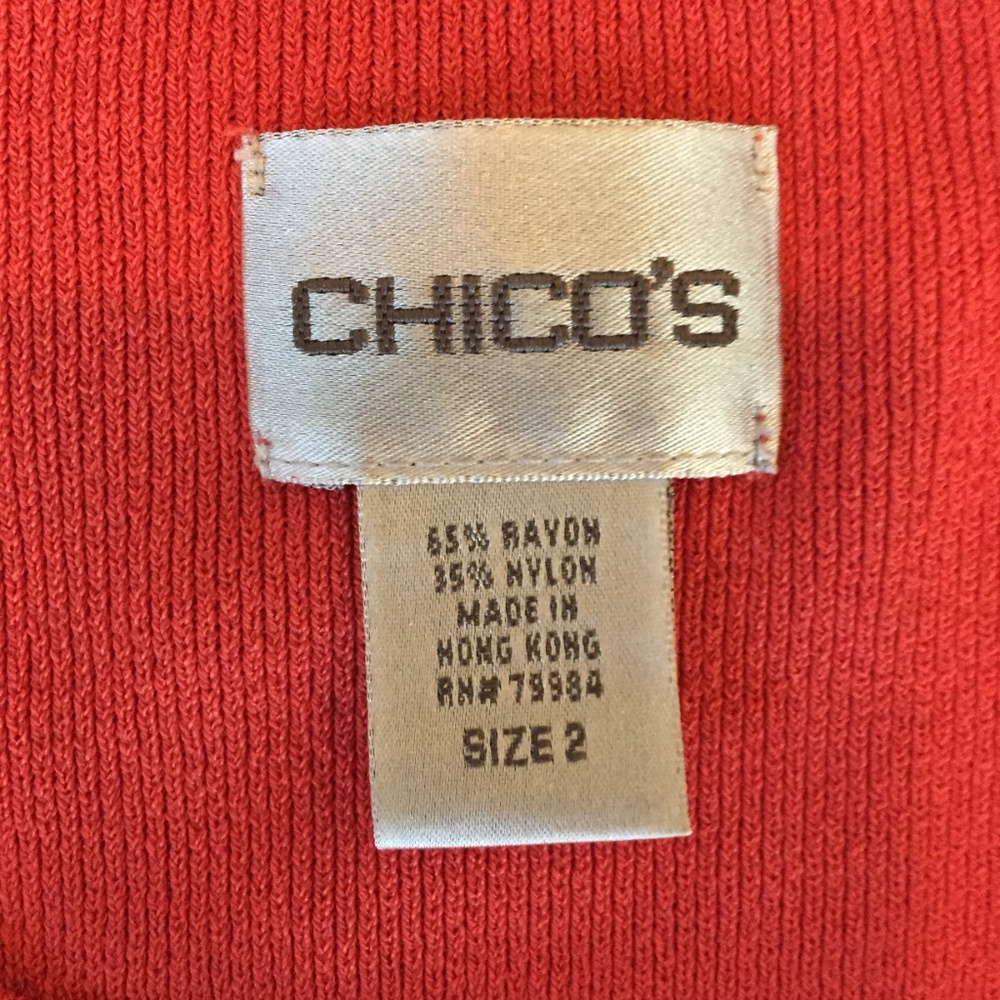 CHICO'S
65% RAYON
35% NYLON
MADE IN
HONG KONG
RN# 79984
SIZE 2